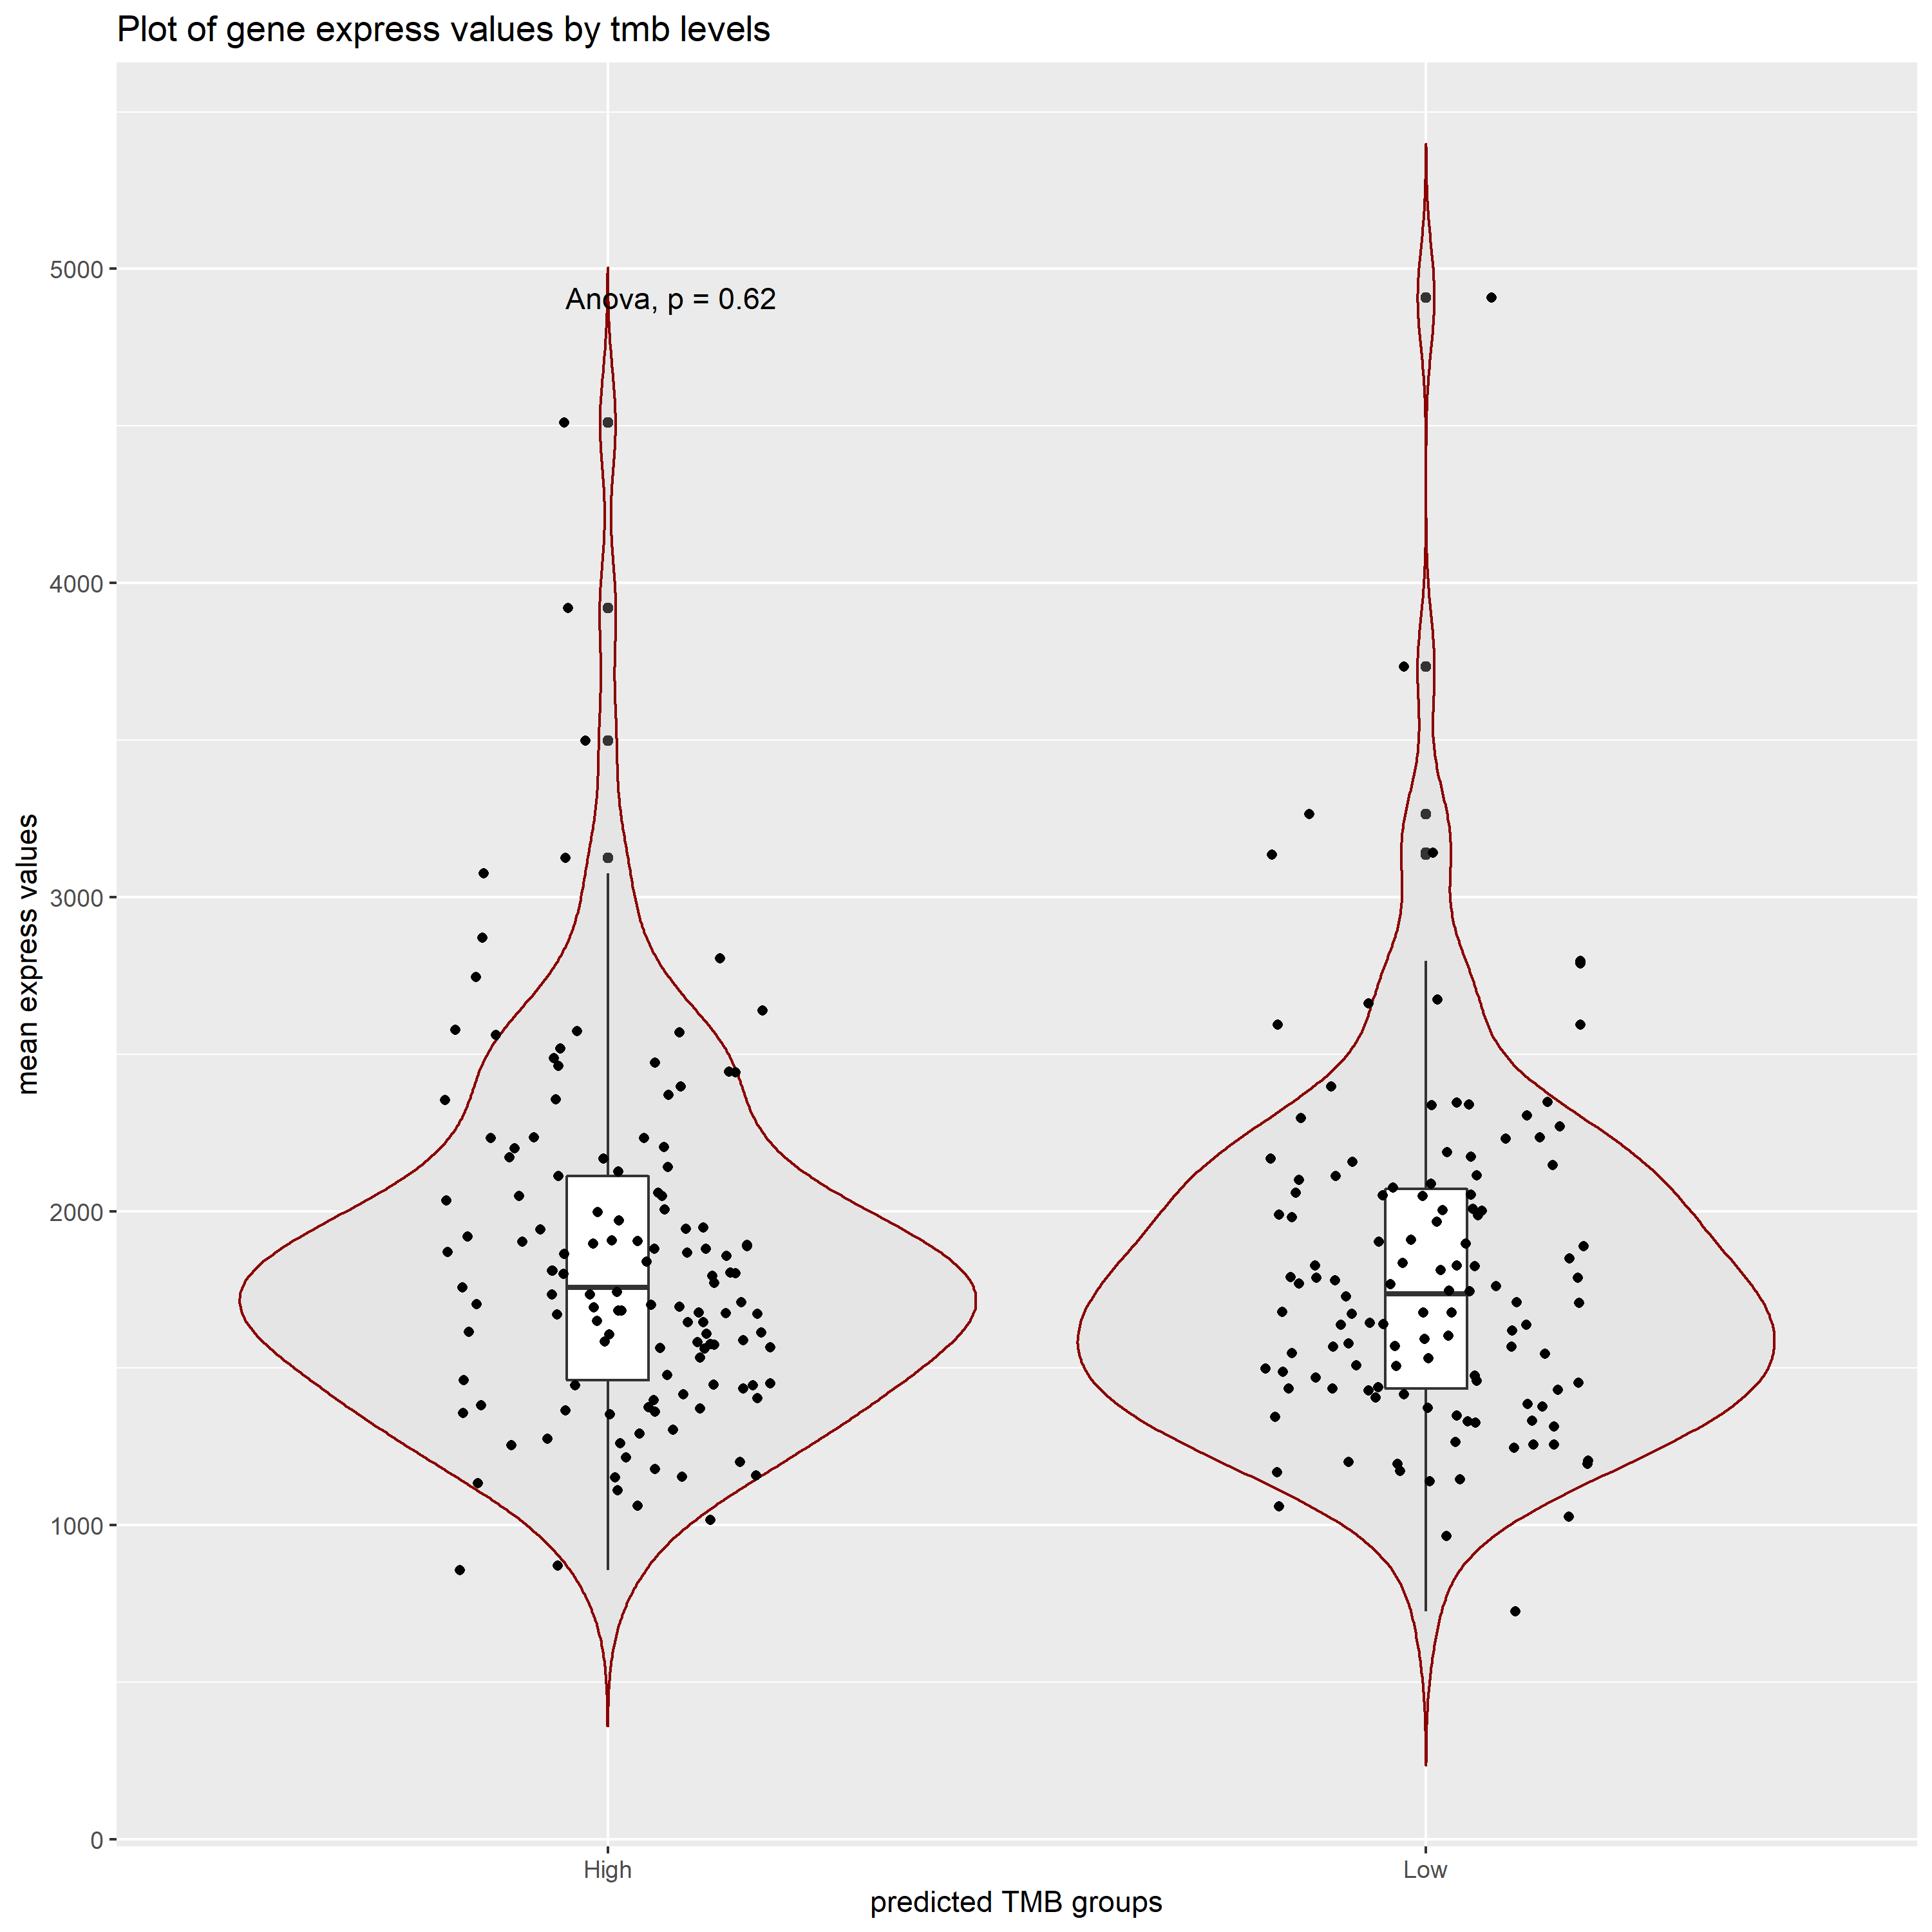 Plot of gene express values by tmb levels
Anova, p = 0.62
5000
4000
3000
2000
1000
0
mean express values
High
Low
predicted TMB groups